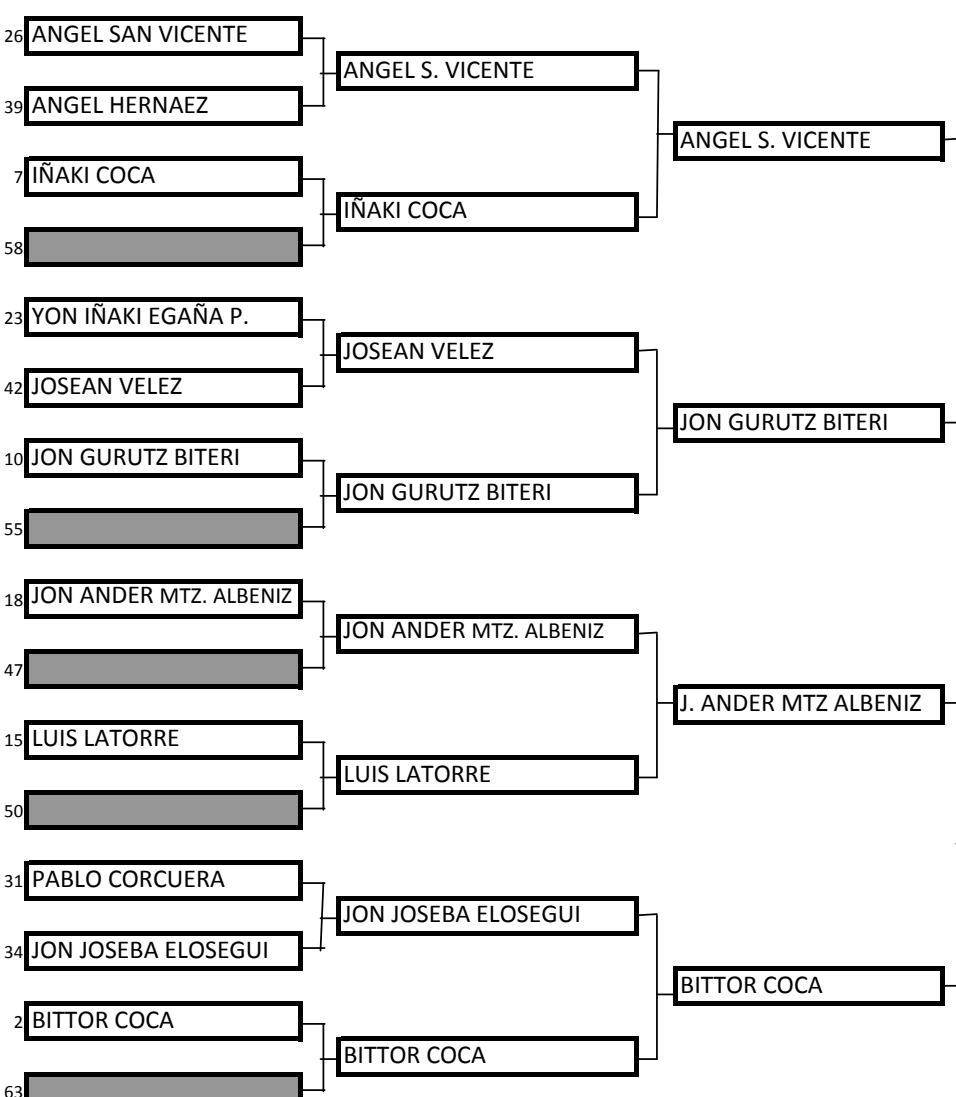 26 ANGEL SAN VICENTE
ANGEL S. VICENTE
39 ANGEL HERNAEZ
ANGEL S. VICENTE
7 IÑAKI COCA
IÑAKI COCA
58
23 YON IÑAKI EGAÑA P.
JOSEAN VELEZ
42 JOSEAN VELEZ
JON GURUTZ BITERI
10 JON GURUTZ BITERI
JON GURUTZ BITERI
55
18 JON ANDER MTZ. ALBENIZ
JON ANDER MTZ. ALBENIZ
47
J. ANDER MTZ ALBENIZ
15 LUIS LATORRE
LUIS LATORRE
50
31 PABLO CORCUERA
JON JOSEBA ELOSEGUI
34 JON JOSEBA ELOSEGUI
BITTOR COCA
2 BITTOR COCA
BITTOR COCA
63